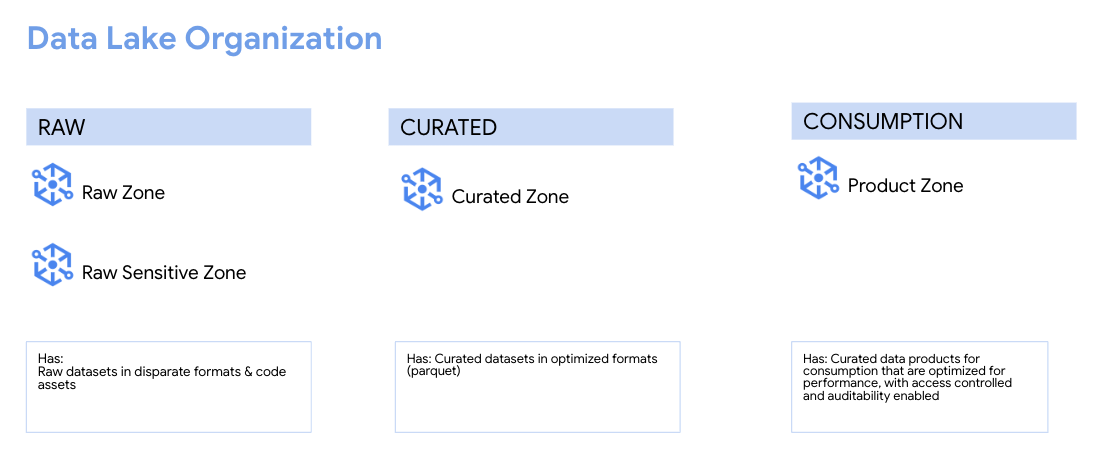 Data Lake Organization
RAW
CURATED
CONSUMPTION
Raw Zone
Curated Zone
Product Zone
Raw Sensitive Zone
Has:
Raw datasets in disparate formats & code
assets
Has: Curated datasets in optimized formats
(parquet)
Has: Curated data products for
consumption that are optimized for
performance, with access controlled
and auditability enabled